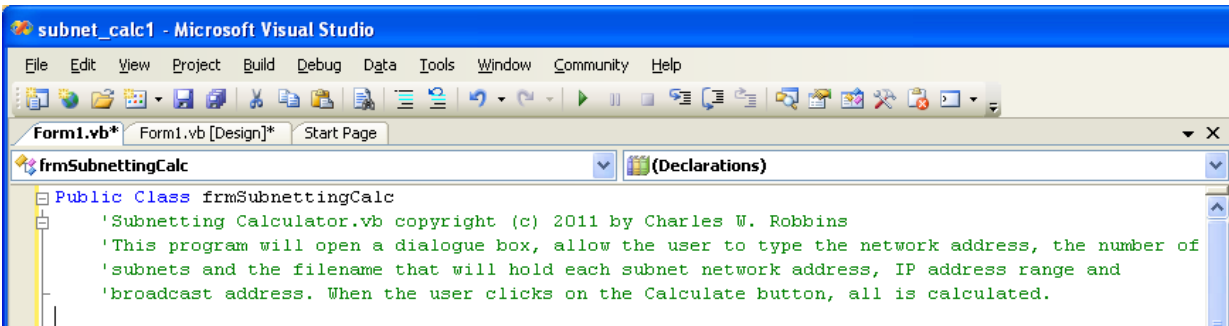 subnet_calc1 - Microsoft Visual Studio
File Edit View Project Build Debug Data Tools Window Community Help
Form1.vb* Form1.vb [Design]* Start Page
frmSubnettingCalc (Declarations)
Public Class frmSubnettingCalc
'Subnetting Calculator.vb copyright (c) 2011 by Charles W. Robbins
'This program will open a dialogue box, allow the user to type the network address, the number of
'subnets and the filename that will hold each subnet network address, IP address range and
'broadcast address. When the user clicks on the Calculate button, all is calculated.